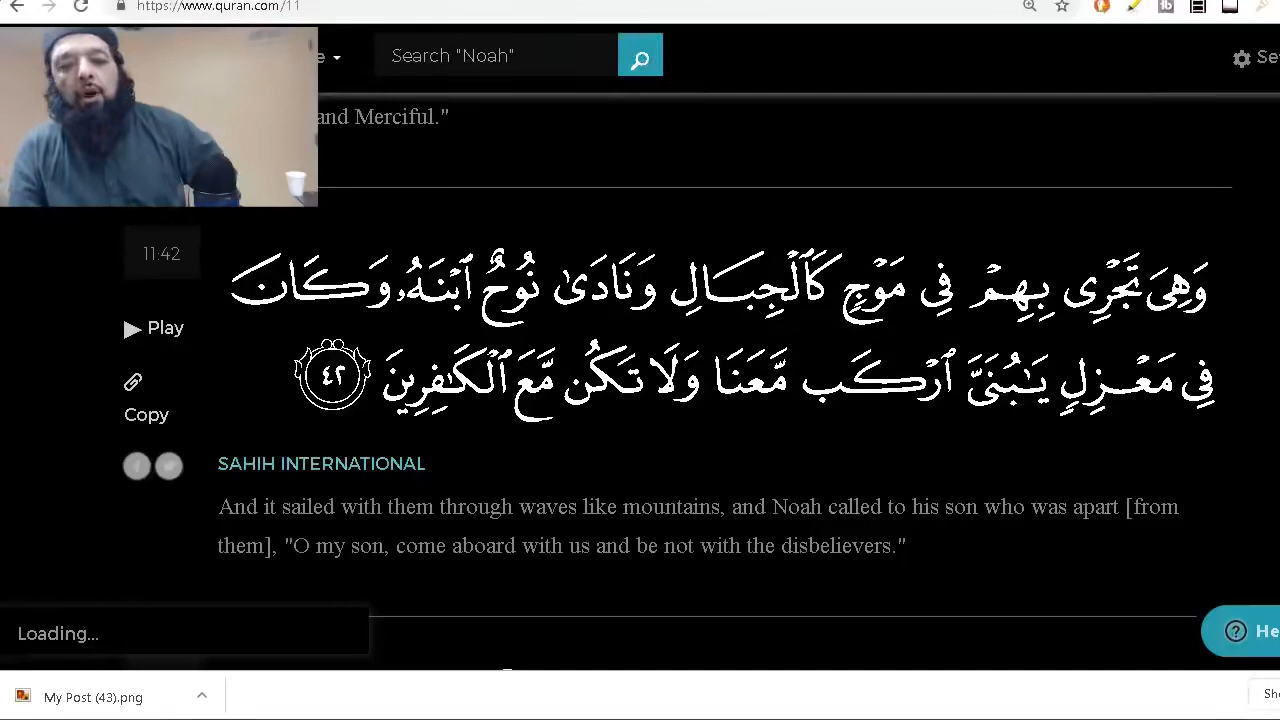 https://www.quran.com/11
e
Search "Noah"
Se
and Merciful."
11:42
وَهِىَ تَجْرِى بِهِمْ فِى مَوْجٍ كَٱلْجِبَالِ وَنَادَىٰ نُوحٌ ٱبْنَهُۥ وَكَانَ
فِى مَعْزِلٍ يَـٰبُنَىَّ ٱرْكَب مَّعَنَا وَلَا تَكُن مَّعَ ٱلْكَـٰفِرِينَ ٤٢
Play
Copy
SAHIH INTERNATIONAL
And it sailed with them through waves like mountains, and Noah called to his son who was apart [from
them], "O my son, come aboard with us and be not with the disbelievers."
Loading...
He
My Post (43).png
Sh